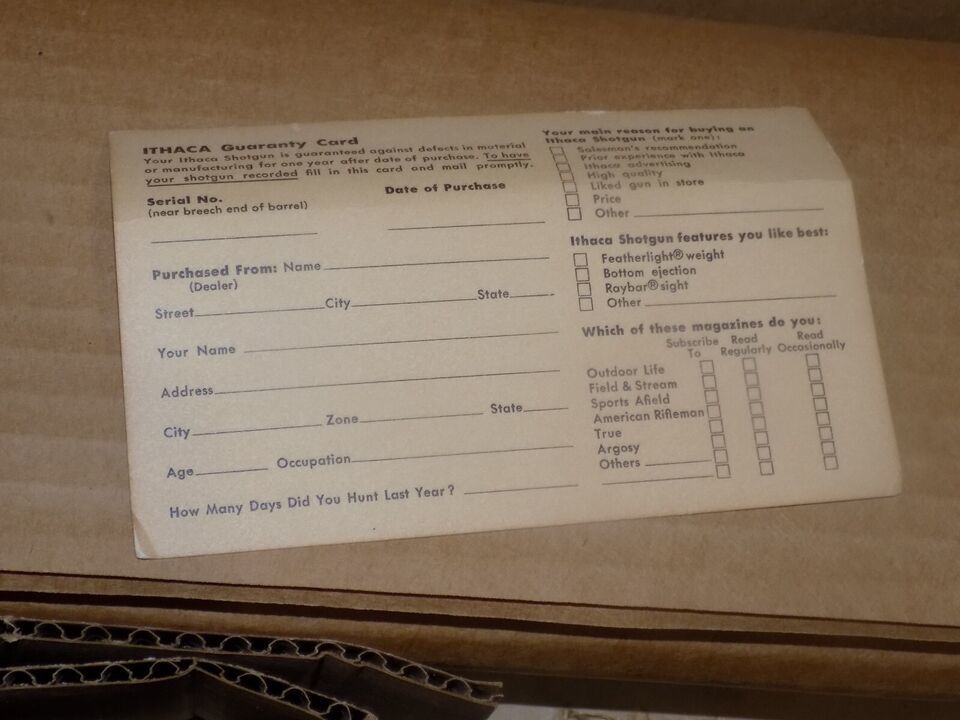 ITHACA Guaranty Card
Your Ithaca Shotgun is guaranteed against defects in material
or manufacturing for one year after date of purchase. To have
your shotgun recorded fill in this card and mail promptly.
Serial No.
(near breech end of barrel)
Date of Purchase
Purchased From: Name
(Dealer)
Street City State
Your Name
Address
City Zone State
Age Occupation
How Many Days Did You Hunt Last Year?
Your main reason for buying an
Ithaca Shotgun (mark one):
Salesman's recommendation
Prior experience with Ithaca
Ithaca advertising
High quality
Liked gun in store
Price
Other
Ithaca Shotgun features you like best:
Featherlight® weight
Bottom ejection
Raybar® sight
Other
Which of these magazines do you:
Subscribe To Read Regularly Read Occasionally
Outdoor Life
Field & Stream
Sports Afield
American Rifleman
True
Argosy
Others